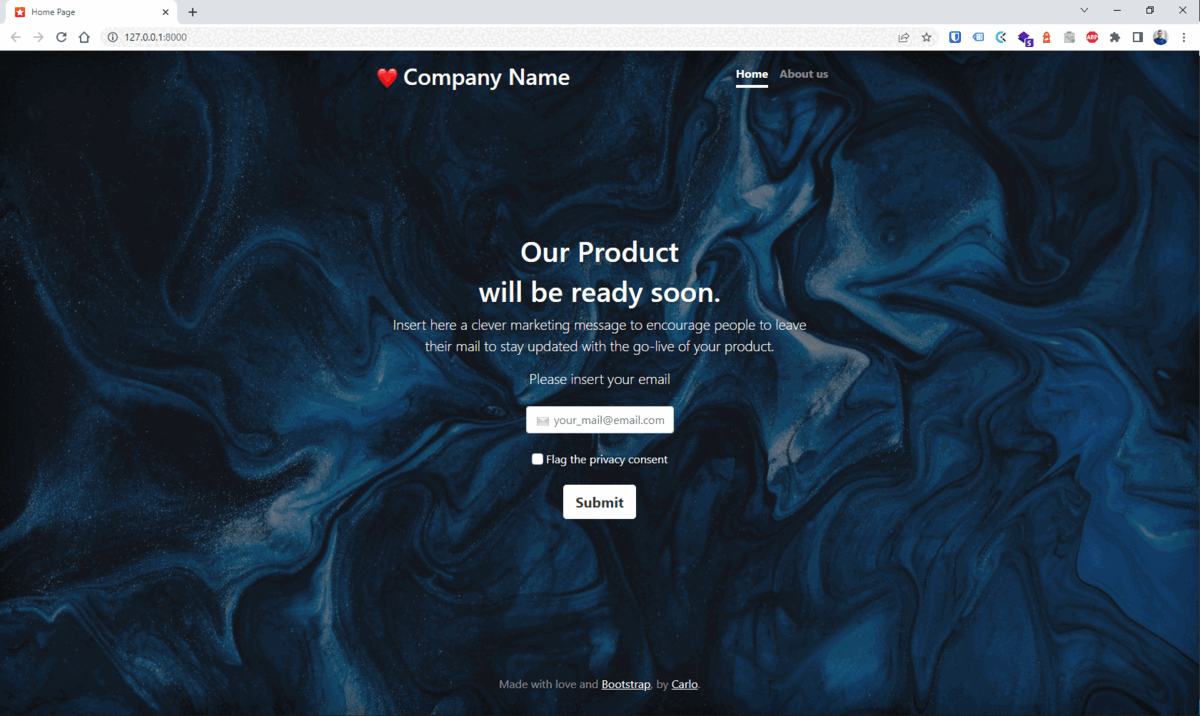 Home Page
127.0.0.1:8000
Company Name
Home
About us
Our Product
will be ready soon.
Insert here a clever marketing message to encourage people to leave
their mail to stay updated with the go-live of your product.
Please insert your email
your_mail@email.com
Flag the privacy consent
Submit
Made with love and Bootstrap, by Carlo.